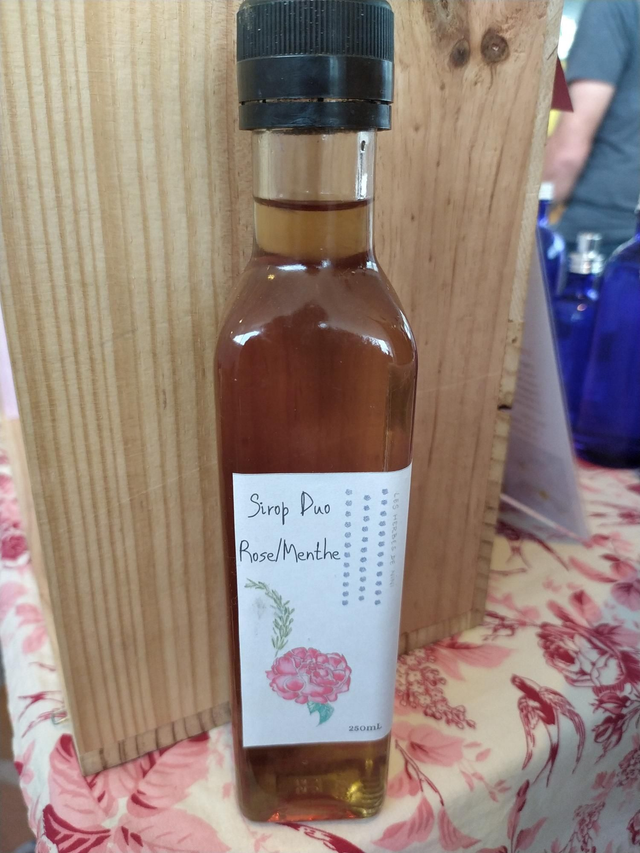 Sirop Duo
Rose/Menthe
250mL